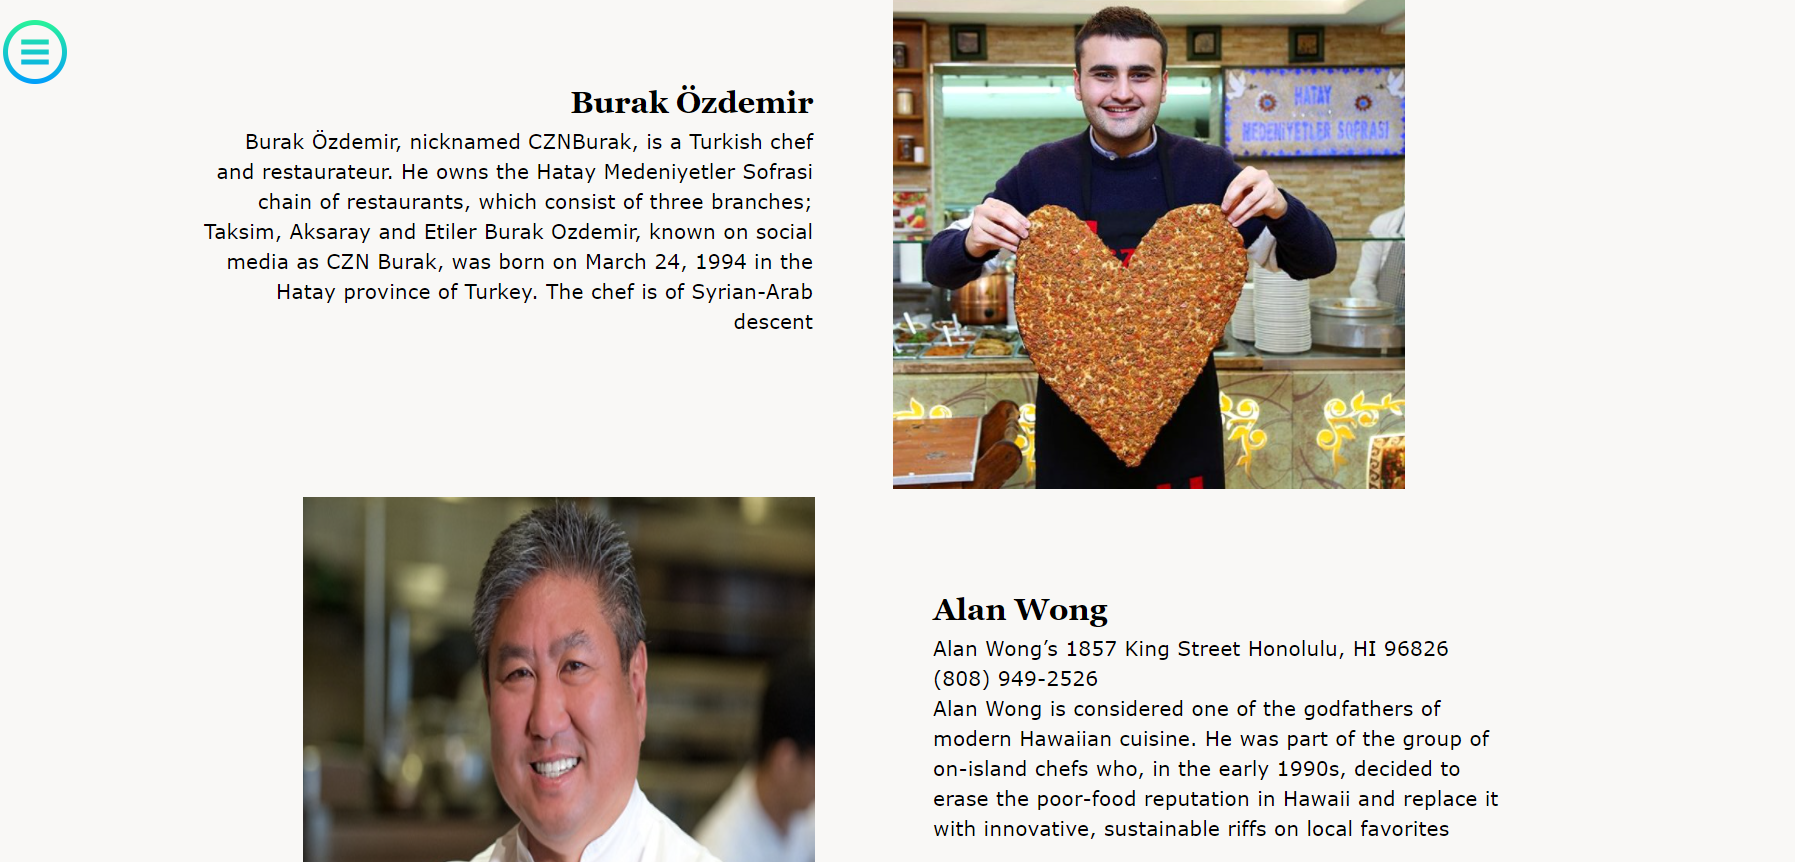 Burak Özdemir
Burak Özdemir, nicknamed CZNBurak, is a Turkish chef
and restaurateur. He owns the Hatay Medeniyetler Sofrasi
chain of restaurants, which consist of three branches;
Taksim, Aksaray and Etiler Burak Ozdemir, known on social
media as CZN Burak, was born on March 24, 1994 in the
Hatay province of Turkey. The chef is of Syrian-Arab
descent
HATAY
MEDENİYETLER SOFRASI
Alan Wong
Alan Wong’s 1857 King Street Honolulu, HI 96826
(808) 949-2526
Alan Wong is considered one of the godfathers of
modern Hawaiian cuisine. He was part of the group of
on-island chefs who, in the early 1990s, decided to
erase the poor-food reputation in Hawaii and replace it
with innovative, sustainable riffs on local favorites